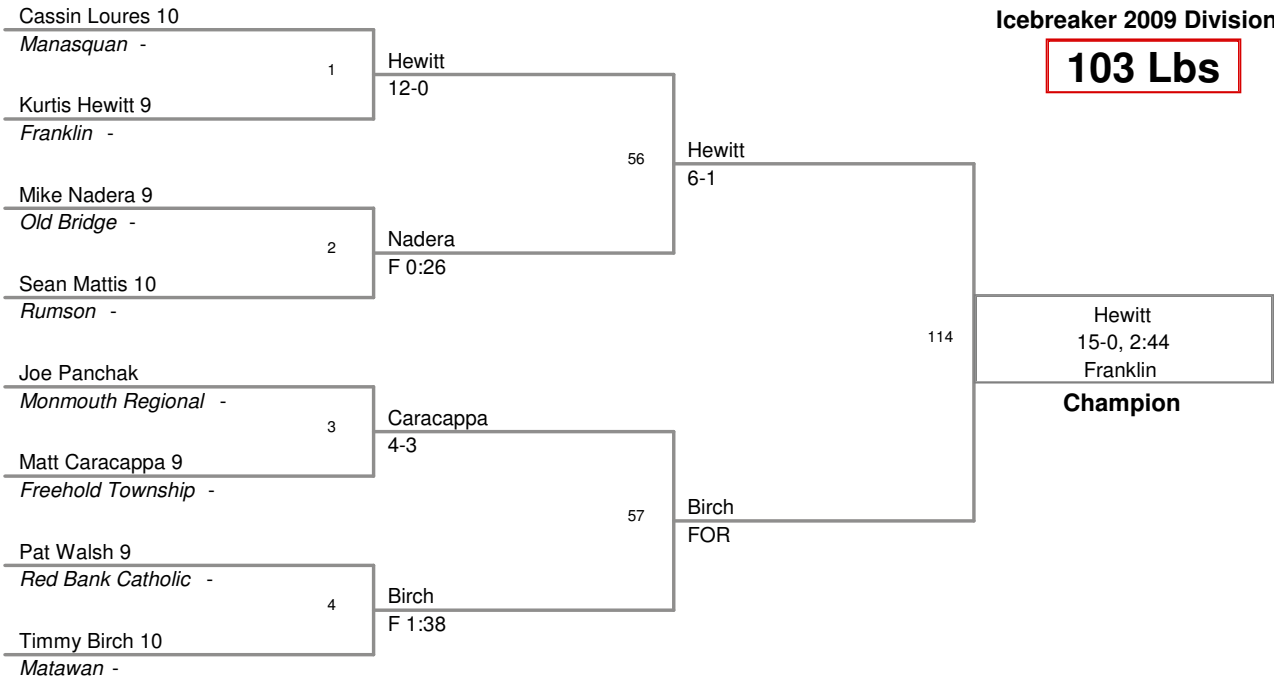 Cassin Loures 10
Manasquan -
Kurtis Hewitt 9
Franklin -
Mike Nadera 9
Old Bridge -
Sean Mattis 10
Rumson -
Joe Panchak
Monmouth Regional -
Matt Caracappa 9
Freehold Township -
Pat Walsh 9
Red Bank Catholic -
Timmy Birch 10
Matawan -
1
2
3
4
Hewitt
12-0
Nadera
F 0:26
Caracappa
4-3
Birch
F 1:38
56
57
Hewitt
6-1
Birch
FOR
114
Icebreaker 2009 Division
103 Lbs
Hewitt
15-0, 2:44
Franklin
Champion